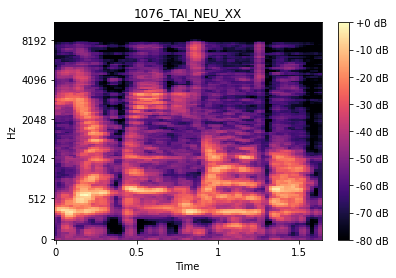 1076_TAI_NEU_XX
+0 dB
8192
-10 dB
4096
-20 dB
-30 dB
2048
Hz
-40 dB
1024
-50 dB
512
-60 dB
-70 dB
0
-80 dB
0
0.5
1
1.5
Time